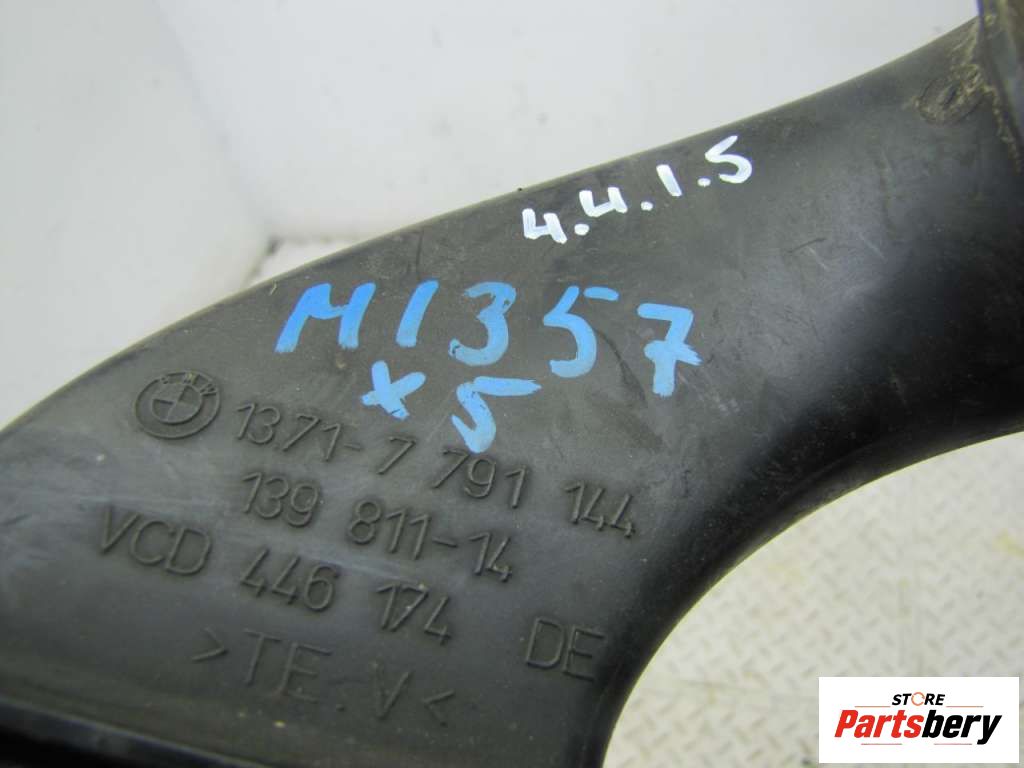 4.4.1.5
M1357
x5
1371-7 791 144
139 811-14
VCD 446 174 DE
>TE.V<
STORE
Partsbery